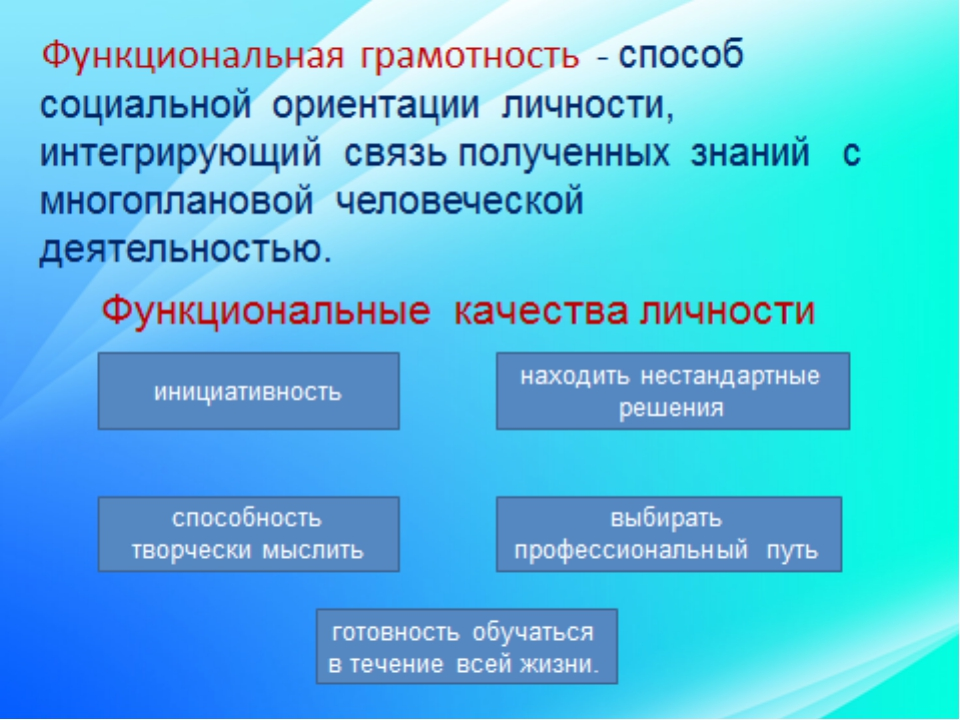 Функциональная грамотность - способ
социальной ориентации личности,
интегрирующий связь полученных знаний с
многоплановой человеческой
деятельностью.
Функциональные качества личности
инициативность
находить нестандартные
решения
способность
творчески мыслить
выбирать
профессиональный путь
готовность обучаться
в течение всей жизни.